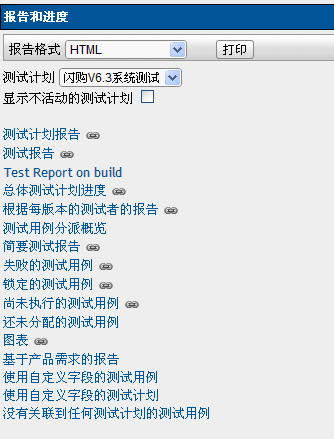 报告和进度
报告格式 HTML 打印
测试计划 闪购V6.3系统测试
显示不活动的测试计划
测试计划报告
测试报告
Test Report on build
总体测试计划进度
根据每版本的测试者的报告
测试用例分派概览
简要测试报告
失败的测试用例
锁定的测试用例
尚未执行的测试用例
还未分配的测试用例
图表
基于产品需求的报告
使用自定义字段的测试用例
使用自定义字段的测试计划
没有关联到任何测试计划的测试用例